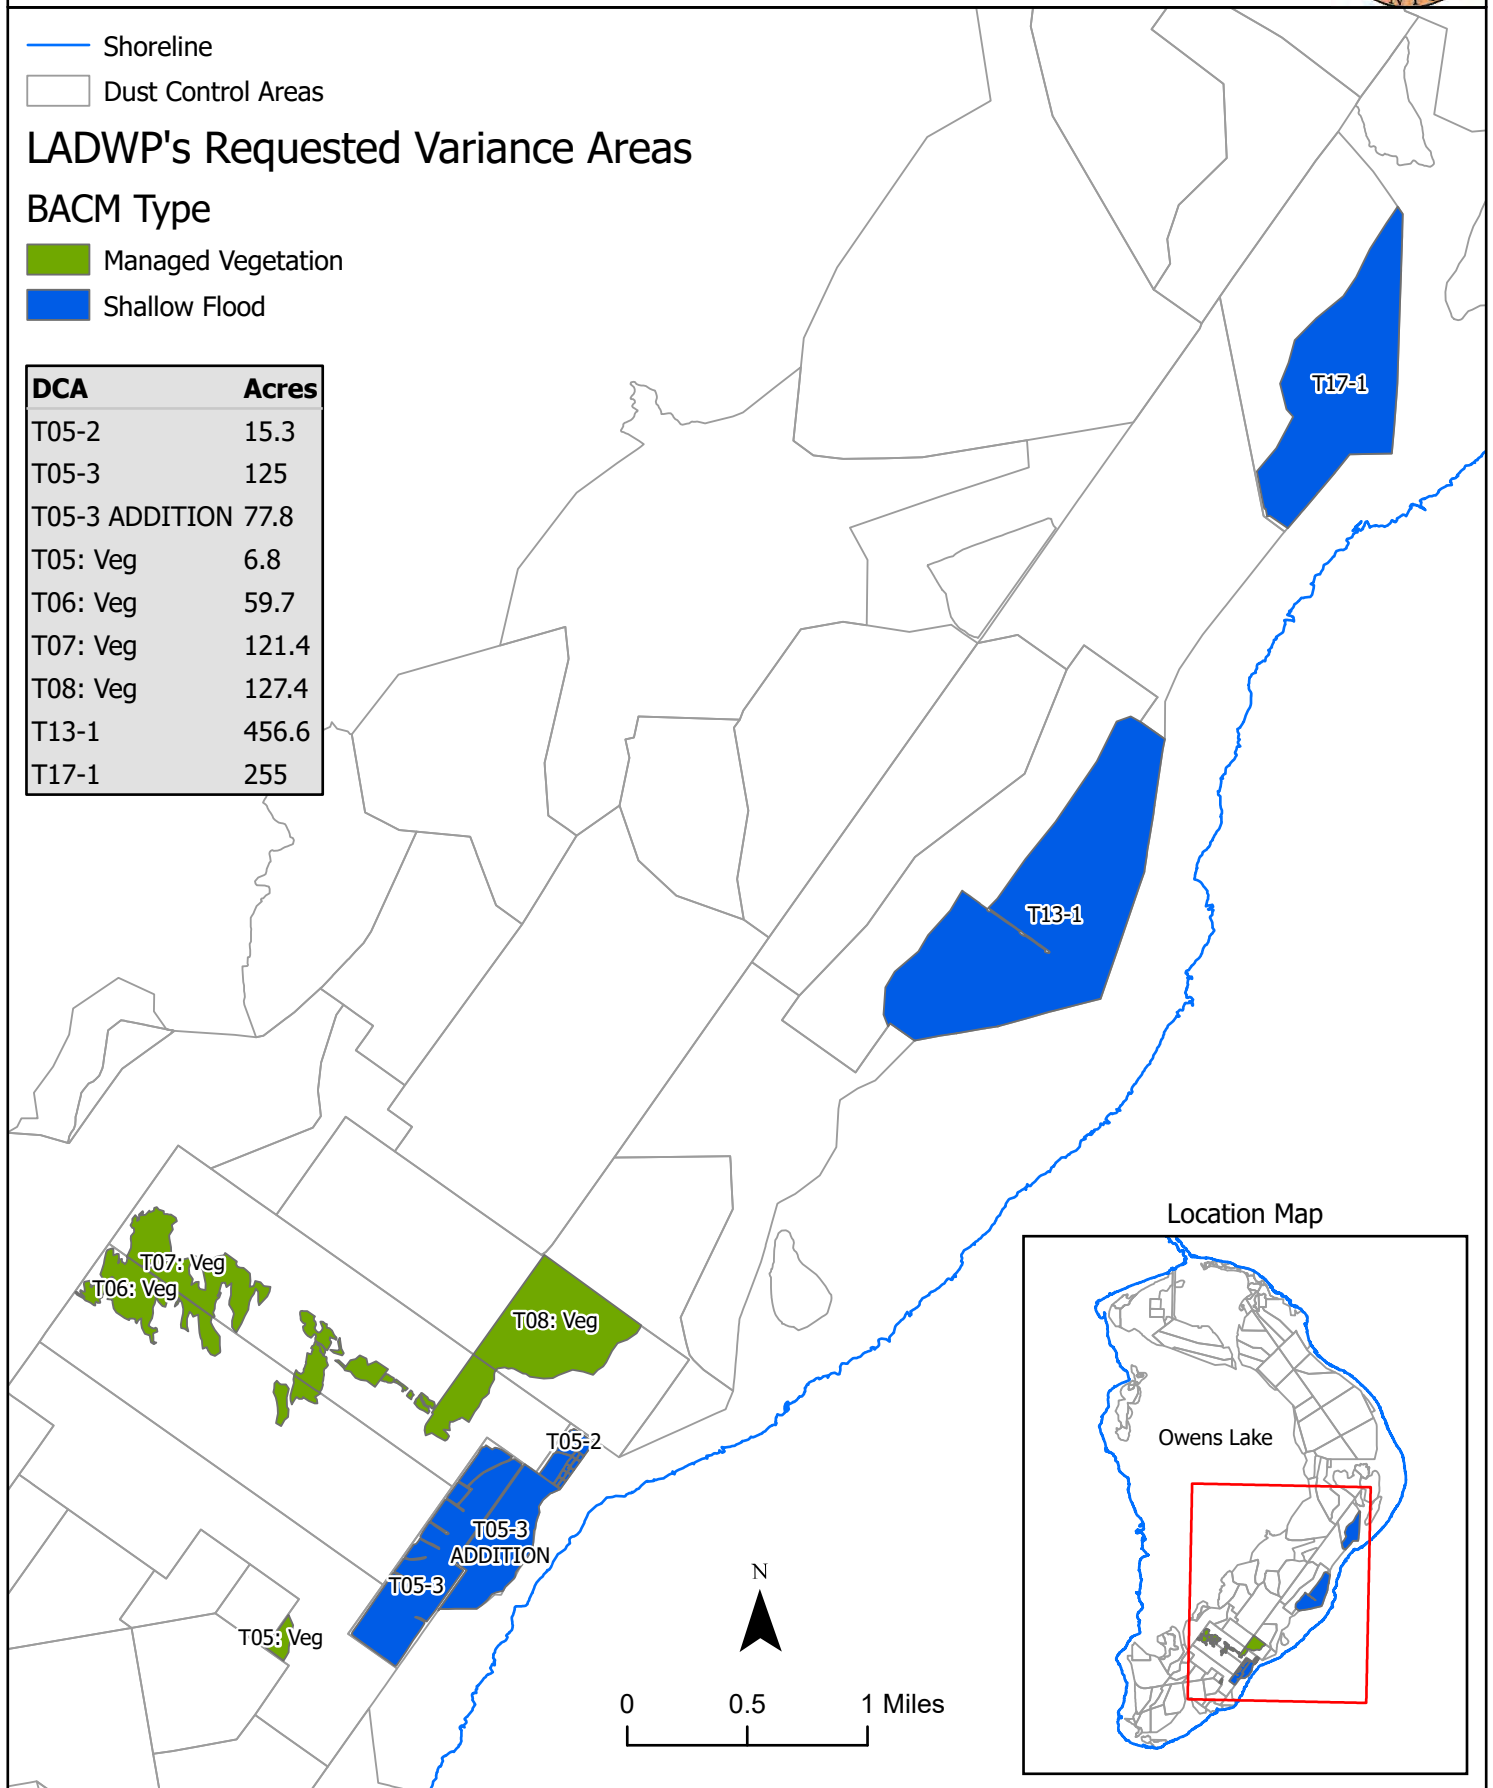 Shoreline
Dust Control Areas
LADWP's Requested Variance Areas
BACM Type
Managed Vegetation
Shallow Flood
DCA Acres
T05-2 15.3
T05-3 125
T05-3 ADDITION 77.8
T05: Veg 6.8
T06: Veg 59.7
T07: Veg 121.4
T08: Veg 127.4
T13-1 456.6
T17-1 255
T17-1
T13-1
T07: Veg
T06: Veg
T08: Veg
T05-2
T05-3
ADDITION
T05-3
T05: Veg
N
0 0.5 1 Miles
Location Map
Owens Lake